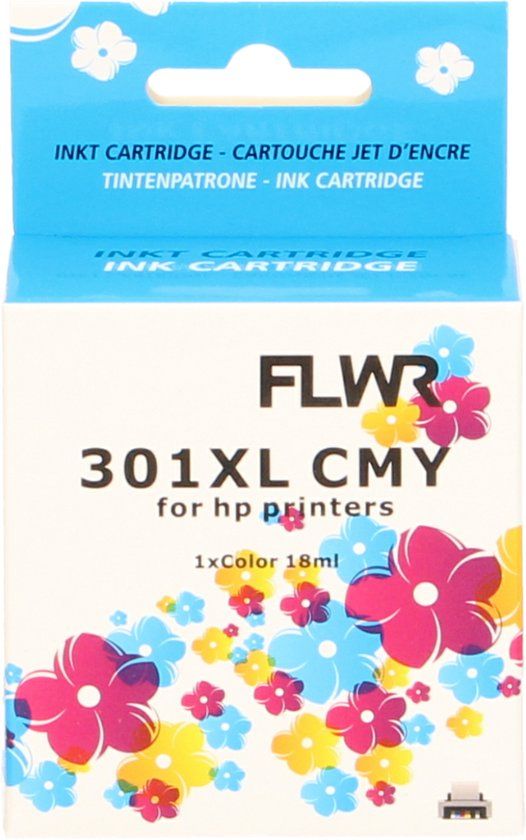 INKT CARTRIDGE - CARTOUCHE JET D'ENCRE
TINTENPATRONE - INK CARTRIDGE
INKT CARTRIDGE
INK CARTRIDGE
FLWR
301XL CMY
for hp printers
1xColor 18ml